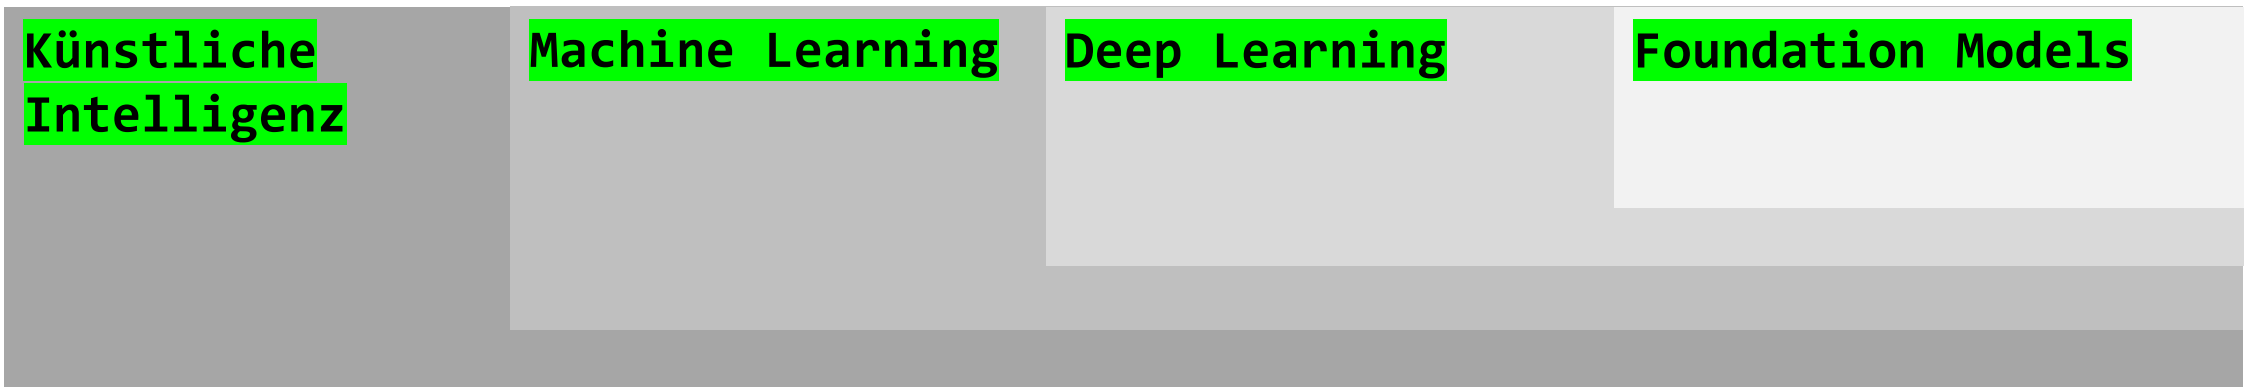 Künstliche
Intelligenz
Machine Learning
Deep Learning
Foundation Models